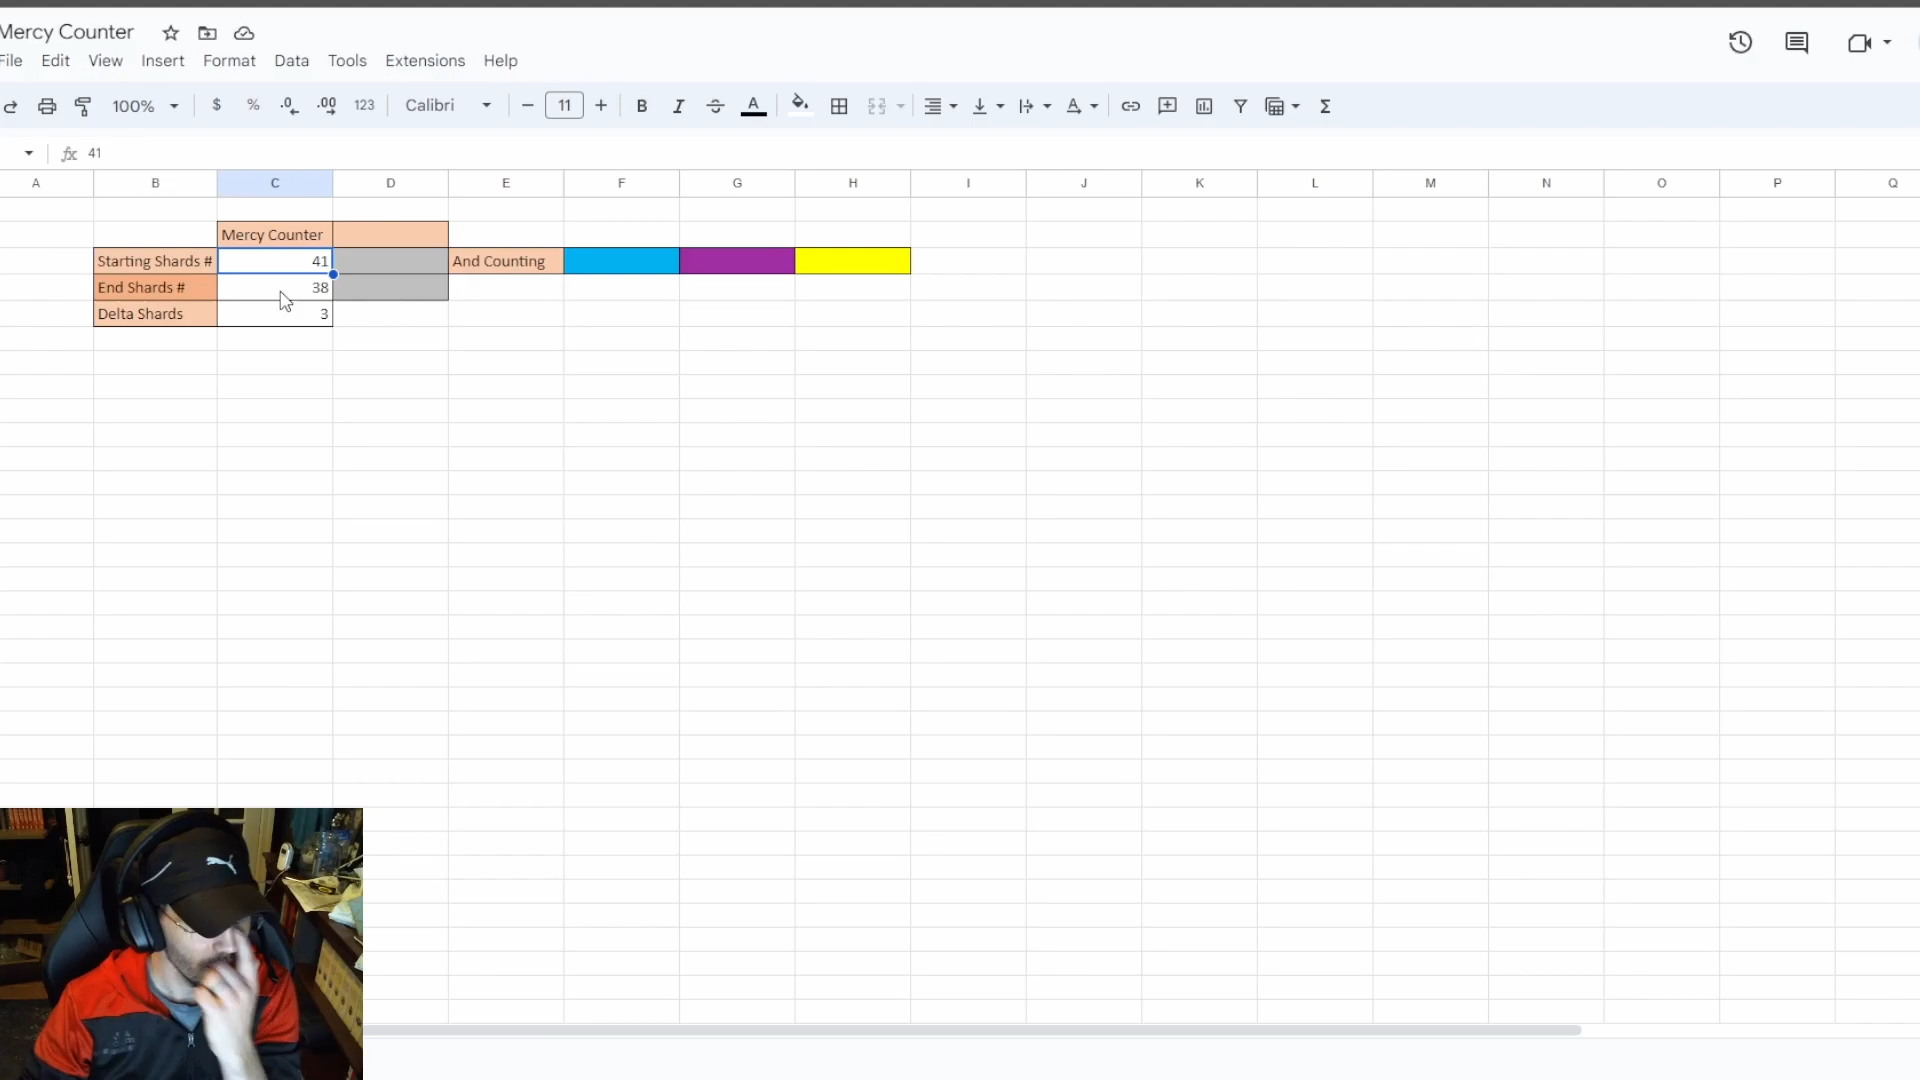 Mercy Counter
File Edit View Insert Format Data Tools Extensions Help
100% $ % .0 .00 123 Calibri 11 B I S A Σ
fx 41
A B C D E F G H I J K L M N O P Q
Mercy Counter
Starting Shards # 41 And Counting
End Shards # 38
Delta Shards 3